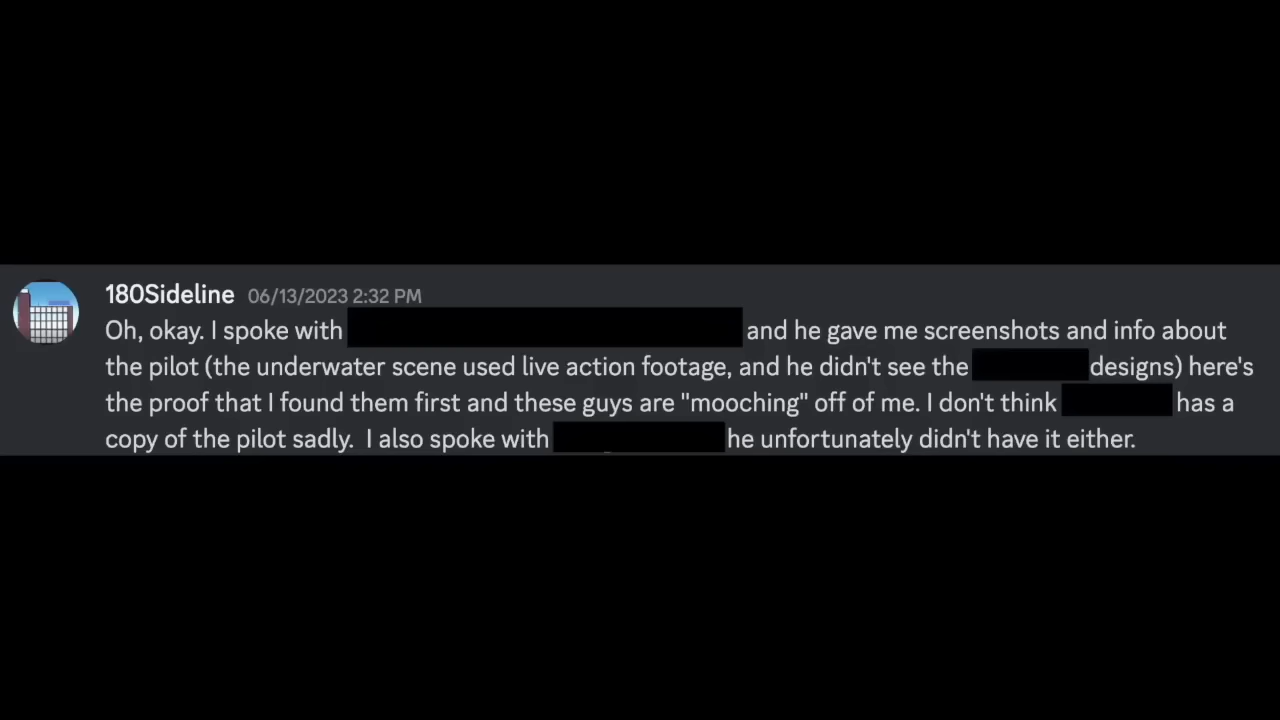 180Sideline 06/13/2023 2:32 PM
Oh, okay. I spoke with and he gave me screenshots and info about
the pilot (the underwater scene used live action footage, and he didn't see the designs) here's
the proof that I found them first and these guys are "mooching" off of me. I don't think has a
copy of the pilot sadly. I also spoke with he unfortunately didn't have it either.